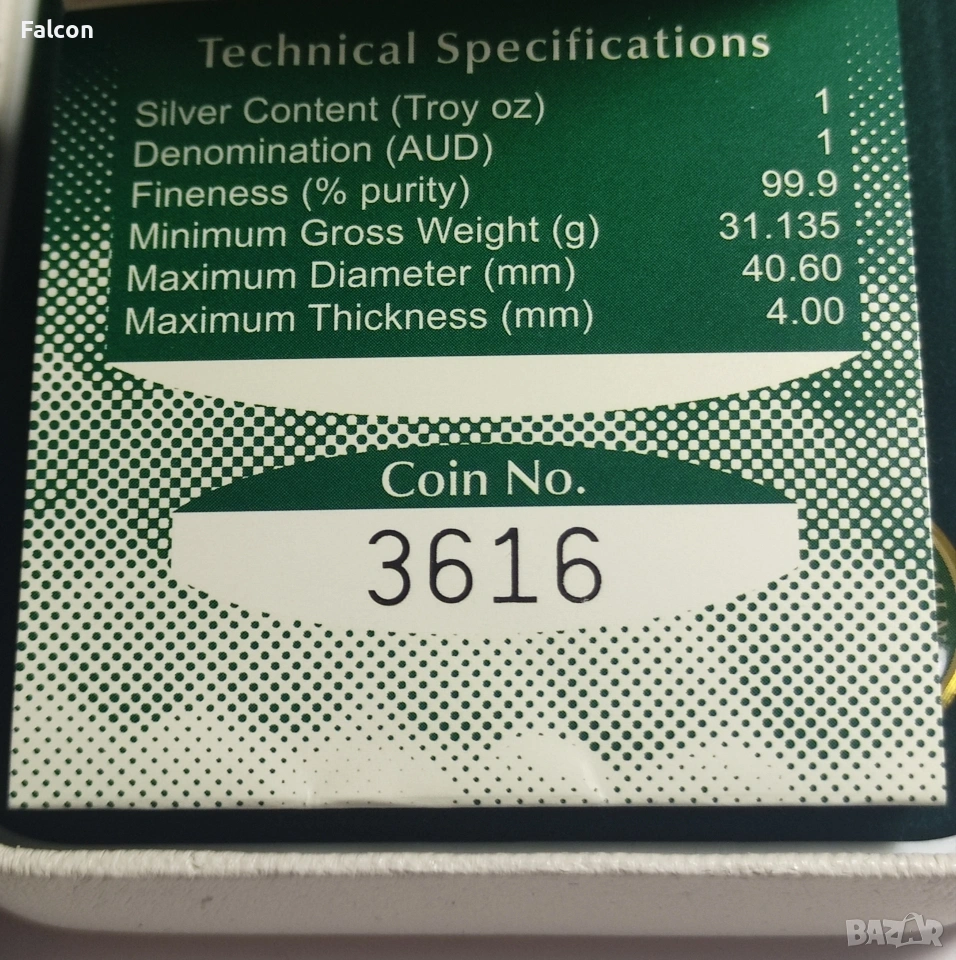 Falcon
Technical Specifications
Silver Content (Troy oz) 1
Denomination (AUD) 1
Fineness (% purity) 99.9
Minimum Gross Weight (g) 31.135
Maximum Diameter (mm) 40.60
Maximum Thickness (mm) 4.00
Coin No.
3616
BAZAR